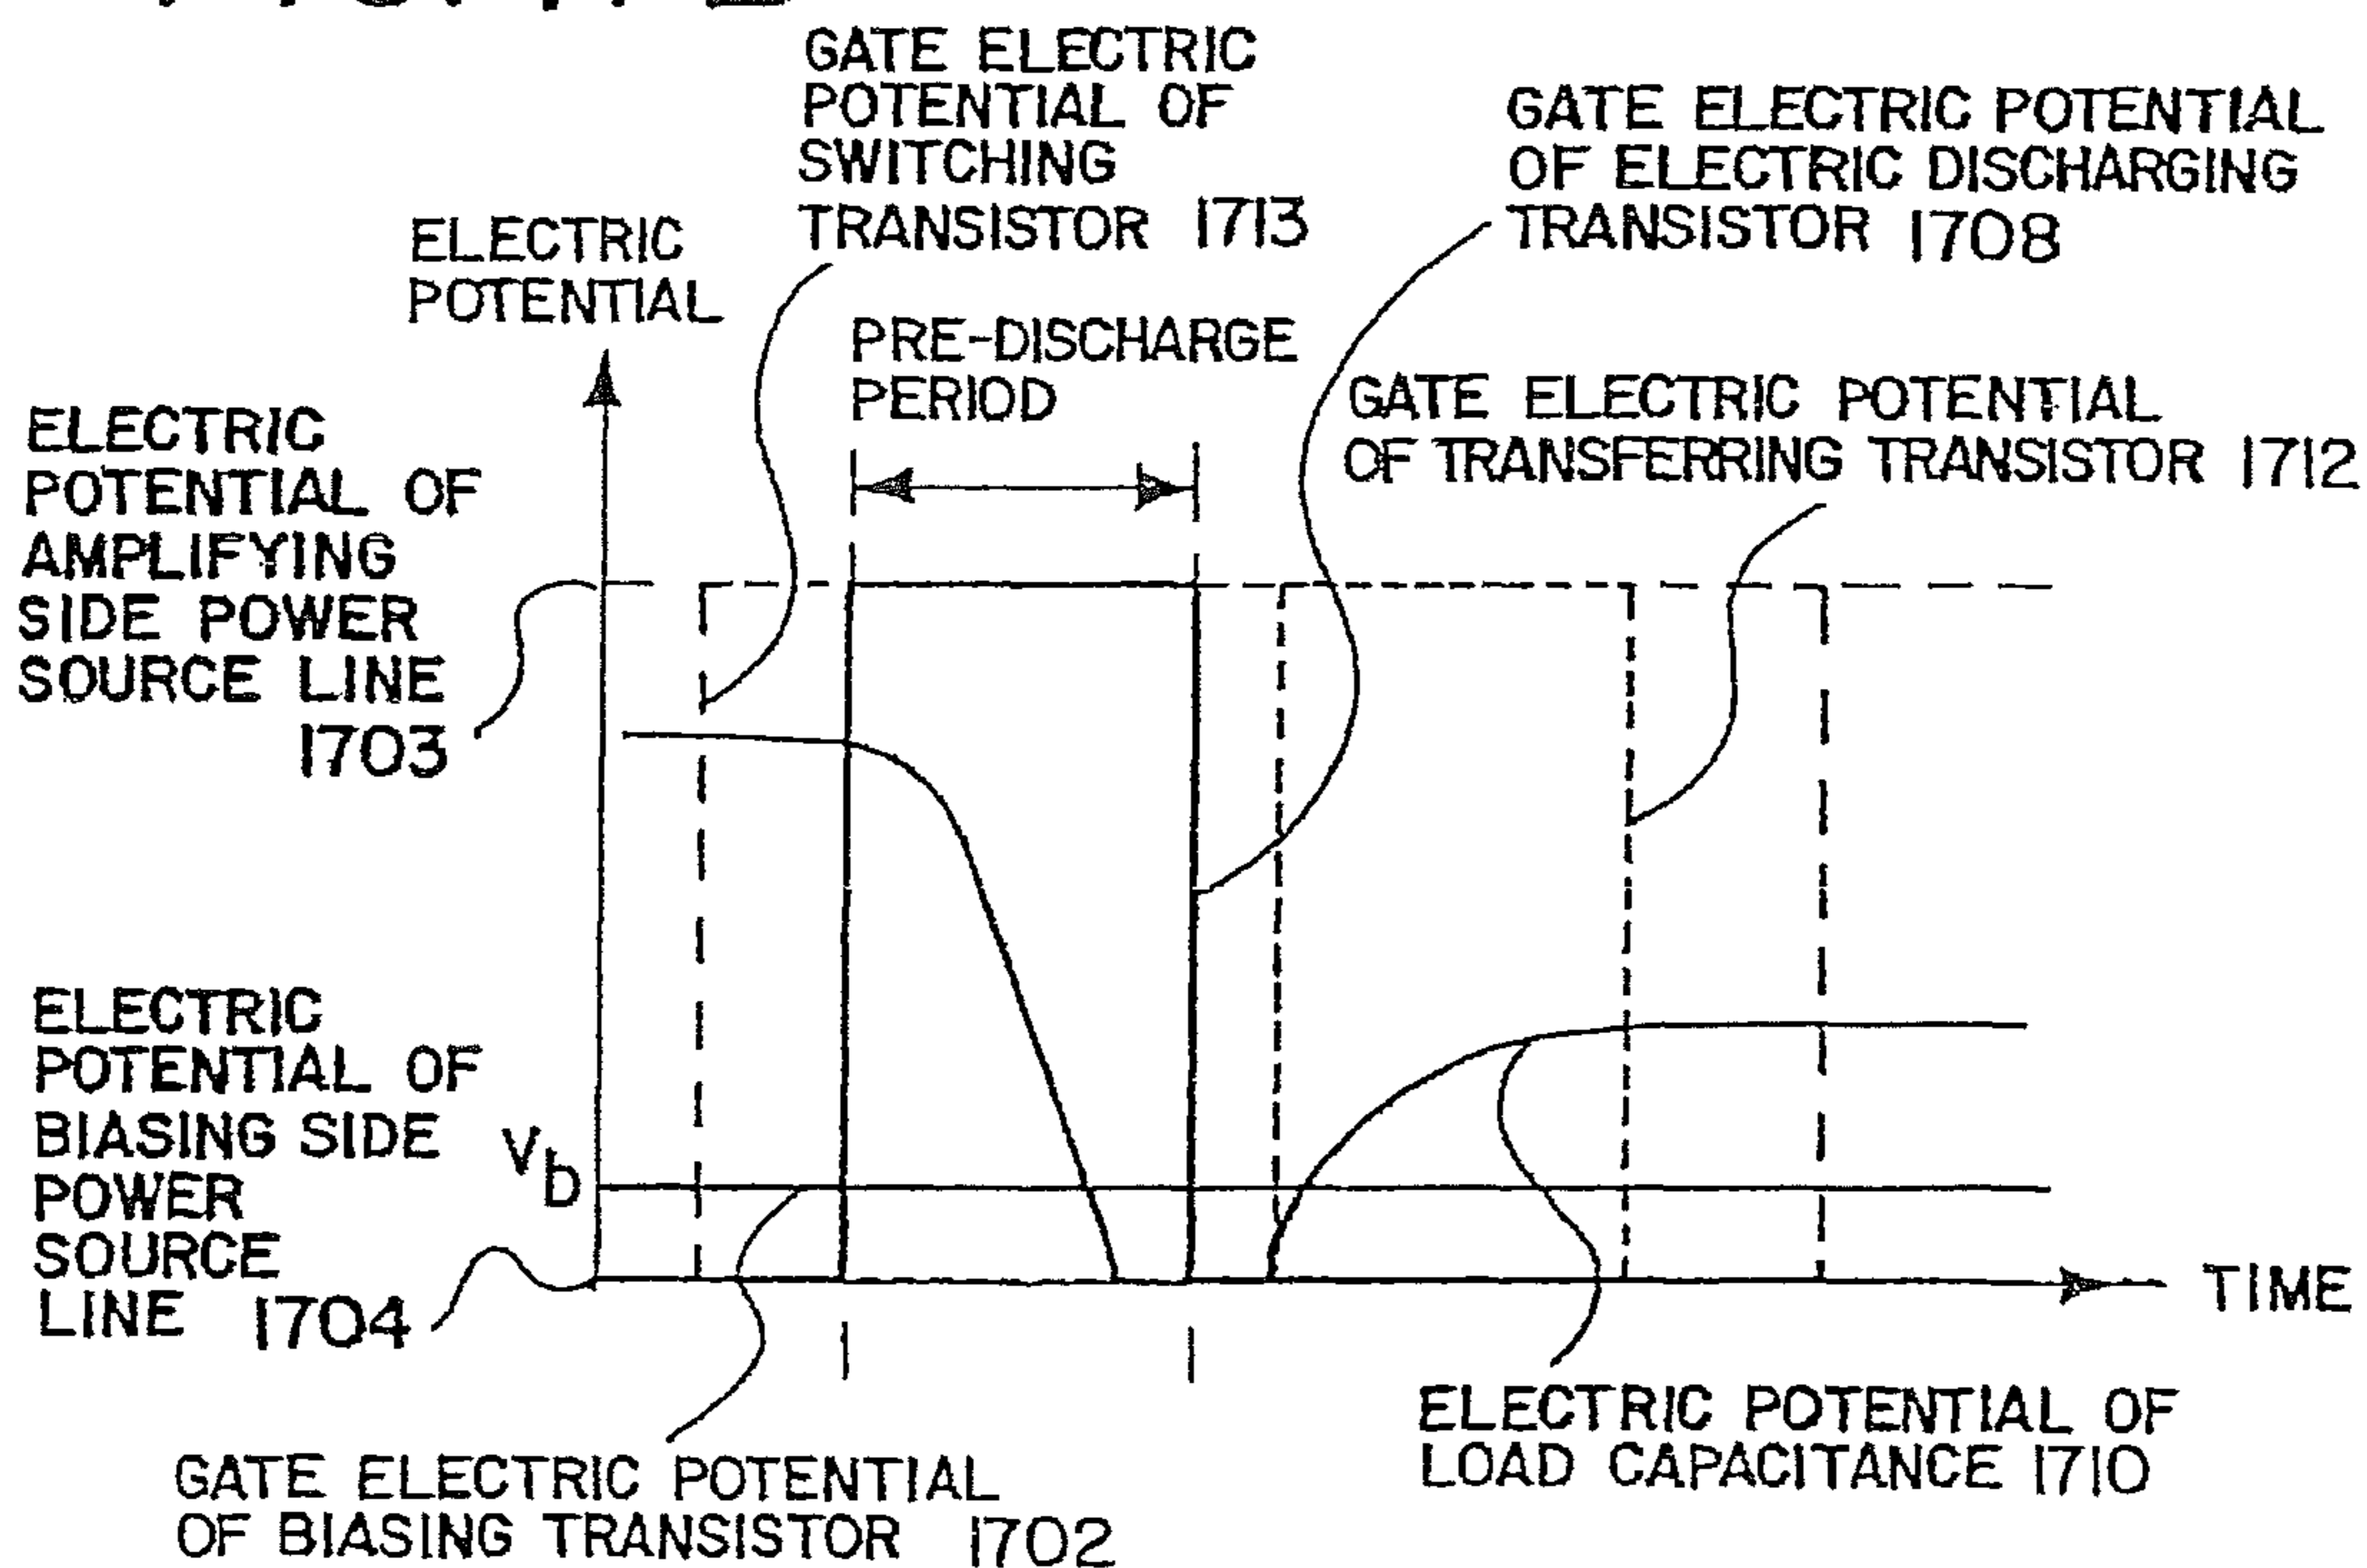 GATE ELECTRIC
POTENTIAL OF
SWITCHING
TRANSISTOR 1713
GATE ELECTRIC POTENTIAL
OF ELECTRIC DISCHARGING
TRANSISTOR 1708
ELECTRIC
POTENTIAL
PRE-DISCHARGE
PERIOD
GATE ELECTRIC POTENTIAL
OF TRANSFERRING TRANSISTOR 1712
ELECTRIC
POTENTIAL OF
AMPLIFYING
SIDE POWER
SOURCE LINE
1703
ELECTRIC
POTENTIAL OF
BIASING SIDE
POWER
SOURCE
LINE 1704
Vb
TIME
GATE ELECTRIC POTENTIAL
OF BIASING TRANSISTOR 1702
ELECTRIC POTENTIAL OF
LOAD CAPACITANCE 1710